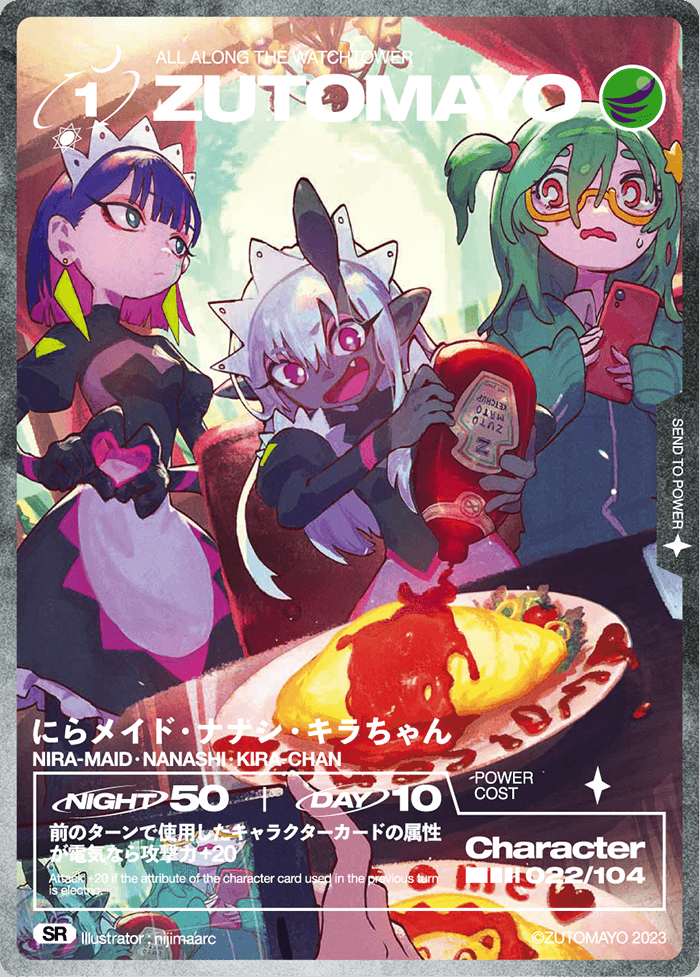 ALL ALONG THE WATCHTOWER
1 ZUTOMAYO
ZUTO
MATO
KETCHUP
Z
SEND TO POWER
にらメイド・ナナシ・キラちゃん
NIRA-MAID・NANASHI・KIRA-CHAN
NIGHT 50 DAY 10
POWER
COST
前のターンで使用したキャラクターカードの属性
が電気なら攻撃力+20
Attack +20 if the attribute of the character card used in the previous turn
is electric.
Character
022/104
SR Illustrator : nijimaarc
©ZUTOMAYO 2023